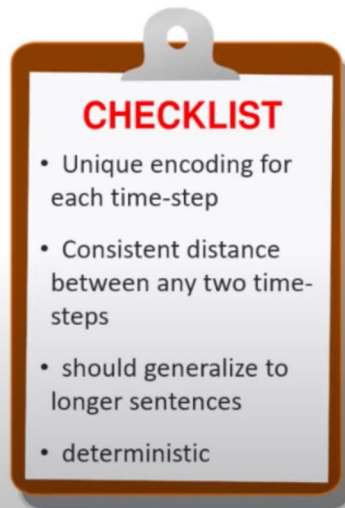 CHECKLIST
• Unique encoding for
each time-step
• Consistent distance
between any two time-
steps
• should generalize to
longer sentences
• deterministic